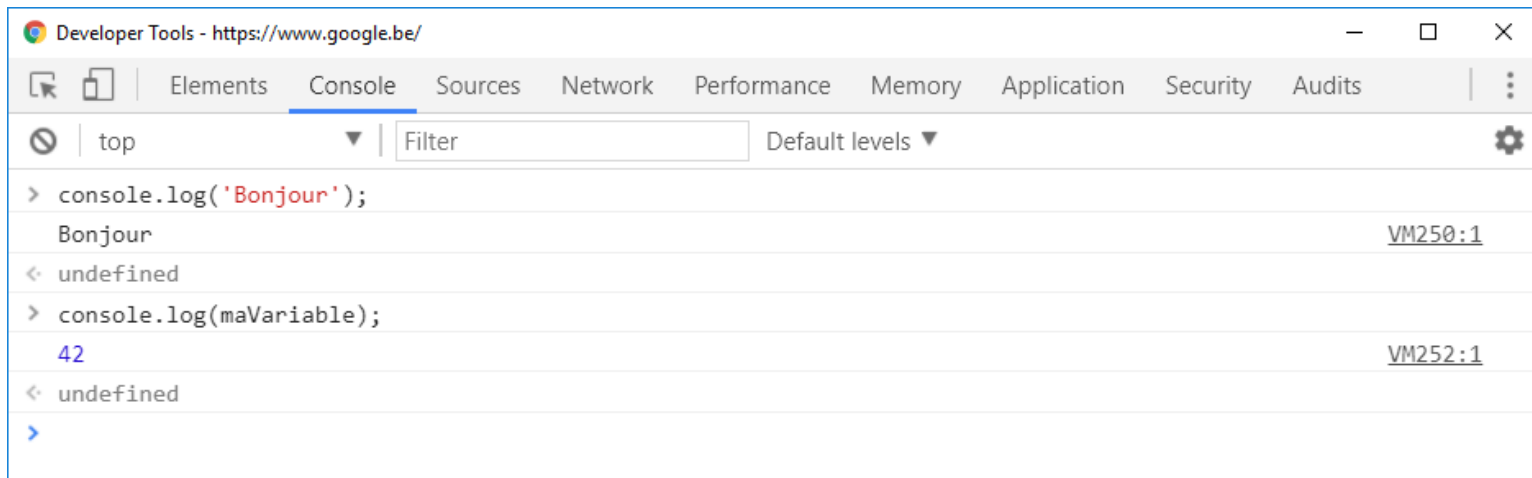 Developer Tools - https://www.google.be/
Elements Console Sources Network Performance Memory Application Security Audits
top Filter Default levels
> console.log('Bonjour');
Bonjour VM250:1
undefined
> console.log(maVariable);
42 VM252:1
undefined
>